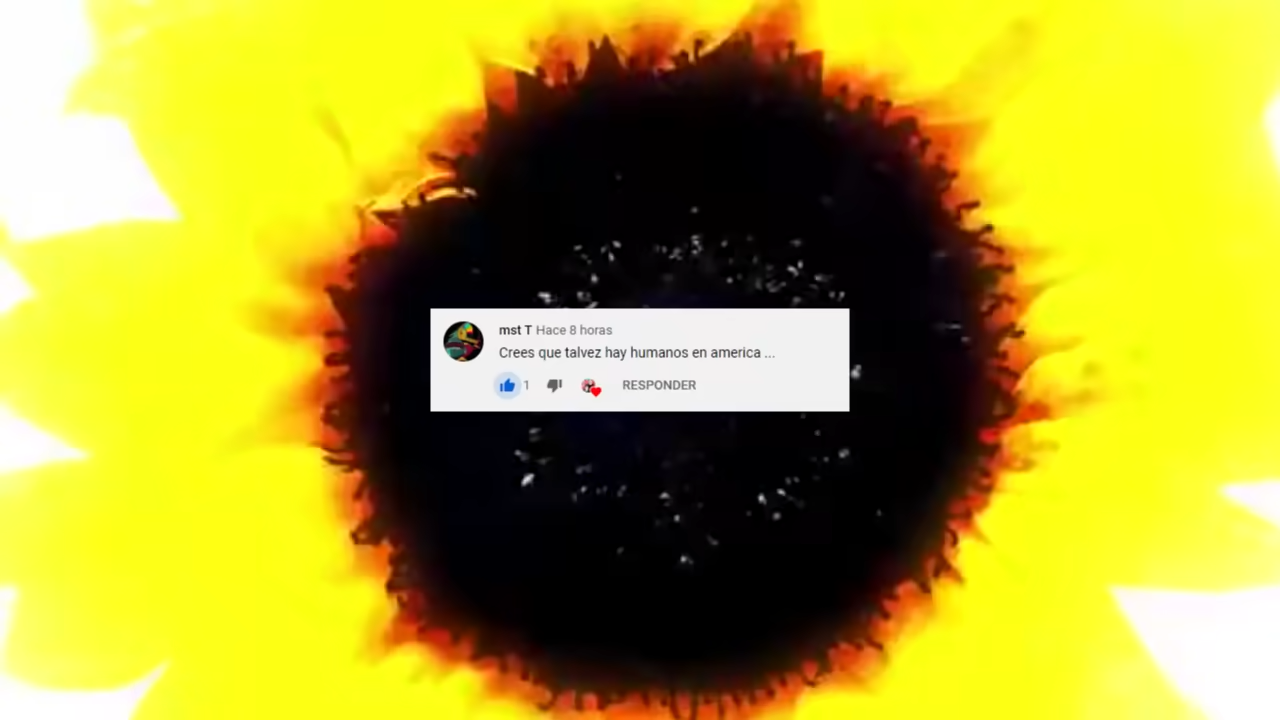 mst T Hace 8 horas
Crees que talvez hay humanos en america ...
1 RESPONDER